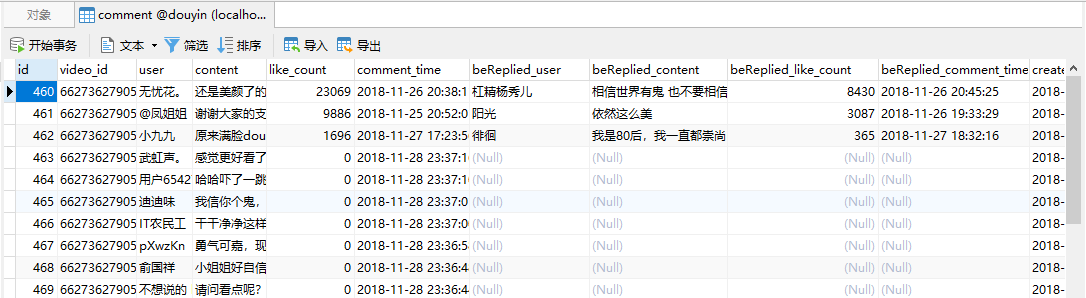 对象 comment @douyin (localho...
开始事务 文本 筛选 排序 导入 导出
id video_id user content like_count comment_time beReplied_user beReplied_content beReplied_like_count beReplied_comment_time create
460 66273627905 无忧花。 还是美颜了的 23069 2018-11-26 20:38:1 杠精杨秀儿 相信世界有鬼 也不要相信 8430 2018-11-26 20:45:25 2018-
461 66273627905 @凤姐姐 谢谢大家的支 9886 2018-11-25 20:52:0 阳光 依然这么美 3087 2018-11-26 19:33:29 2018-
462 66273627905 小九九 原来满脸dou 1696 2018-11-27 17:23:5 徘徊 我是80后，我一直都崇尚 365 2018-11-27 18:32:16 2018-
463 66273627905 武虹声。 感觉更好看了 0 2018-11-28 23:37:1 (Null) (Null) (Null) (Null) 2018-
464 66273627905 用户6542 哈哈吓了一跳 0 2018-11-28 23:37:1 (Null) (Null) (Null) (Null) 2018-
465 66273627905 迪迪味 我信你个鬼， 0 2018-11-28 23:37:0 (Null) (Null) (Null) (Null) 2018-
466 66273627905 IT农民工 干干净净这样 0 2018-11-28 23:37:0 (Null) (Null) (Null) (Null) 2018-
467 66273627905 pXwzKn 勇气可嘉，现 0 2018-11-28 23:36:5 (Null) (Null) (Null) (Null) 2018-
468 66273627905 俞国祥 小姐姐好自信 0 2018-11-28 23:36:4 (Null) (Null) (Null) (Null) 2018-
469 66273627905 不想说的 请问看点呢? 0 2018-11-28 23:36:4 (Null) (Null) (Null) (Null) 2018-